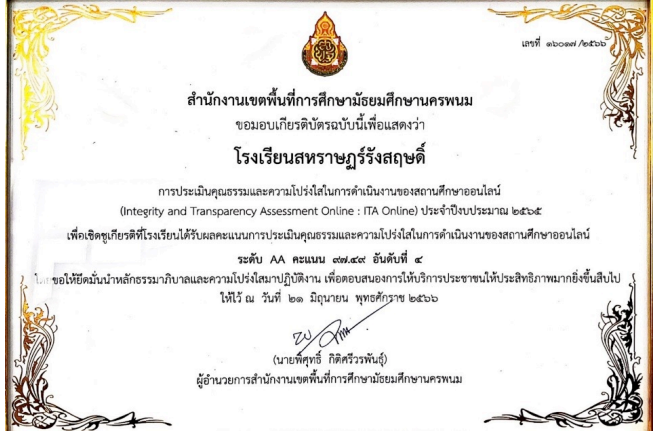 เลขที่ ๑๖๐๑๗ /๒๕๖๖
สำนักงานเขตพื้นที่การศึกษามัธยมศึกษานครพนม
ขอมอบเกียรติบัตรฉบับนี้เพื่อแสดงว่า
โรงเรียนสหราษฎร์รังสฤษดิ์
การประเมินคุณธรรมและความโปร่งใสในการดำเนินงานของสถานศึกษาออนไลน์
(Integrity and Transparency Assessment Online : ITA Online) ประจำปีงบประมาณ ๒๕๖๕
เพื่อเชิดชูเกียรติที่โรงเรียนได้รับผลคะแนนการประเมินคุณธรรมและความโปร่งใสในการดำเนินงานของสถานศึกษาออนไลน์
ระดับ AA คะแนน ๙๗.๔๙ อันดับที่ ๔
ขอให้ยึดมั่นนำหลักธรรมาภิบาลและความโปร่งใสมาปฏิบัติงาน เพื่อตอบสนองการให้บริการประชาชนให้ประสิทธิภาพมากยิ่งขึ้นสืบไป
ให้ไว้ ณ วันที่ ๒๑ มิถุนายน พุทธศักราช ๒๕๖๖
(นายพิศุทธิ์ กิติศรีวรพันธุ์)
ผู้อำนวยการสำนักงานเขตพื้นที่การศึกษามัธยมศึกษานครพนม